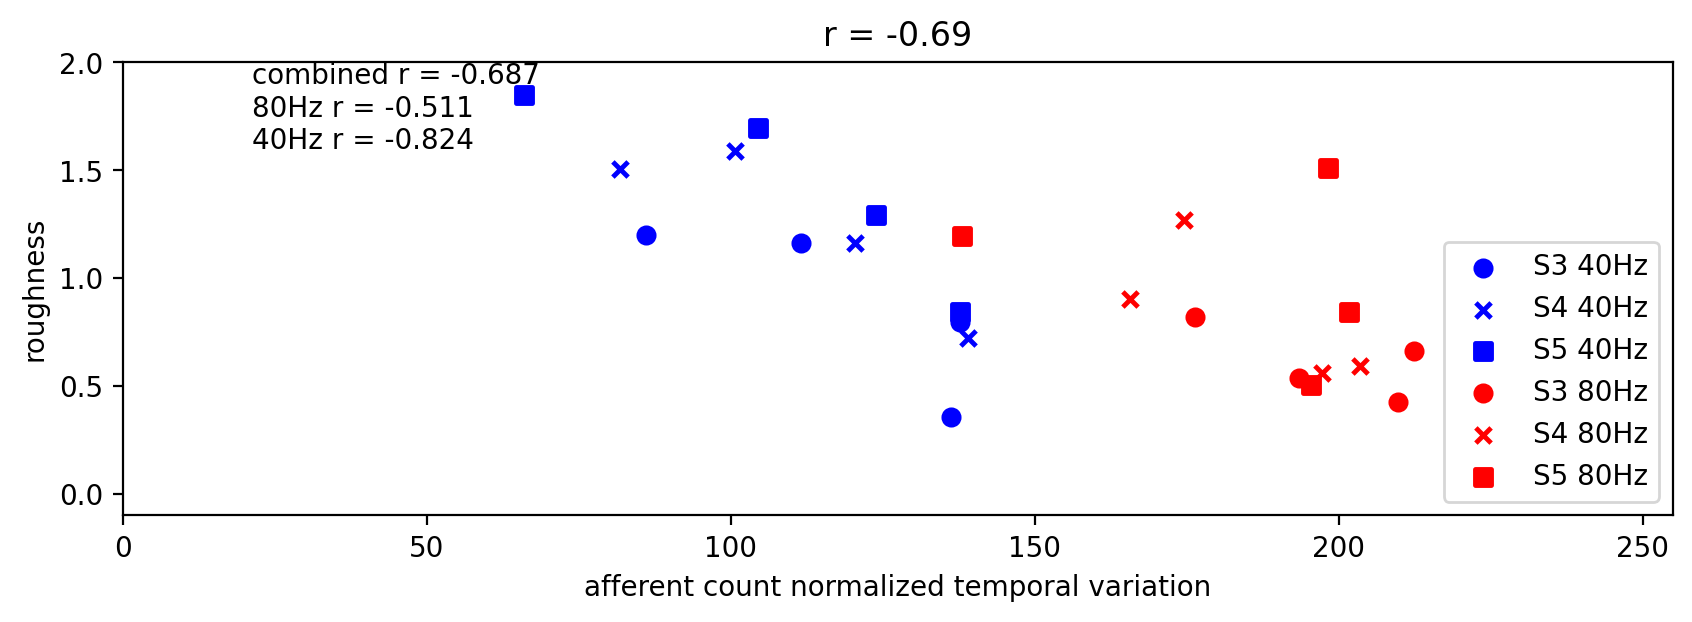 r = -0.69
combined r = -0.687
80Hz r = -0.511
40Hz r = -0.824
2.0
1.5
1.0
0.5
0.0
roughness
S3 40Hz
S4 40Hz
S5 40Hz
S3 80Hz
S4 80Hz
S5 80Hz
0 50 100 150 200 250
afferent count normalized temporal variation